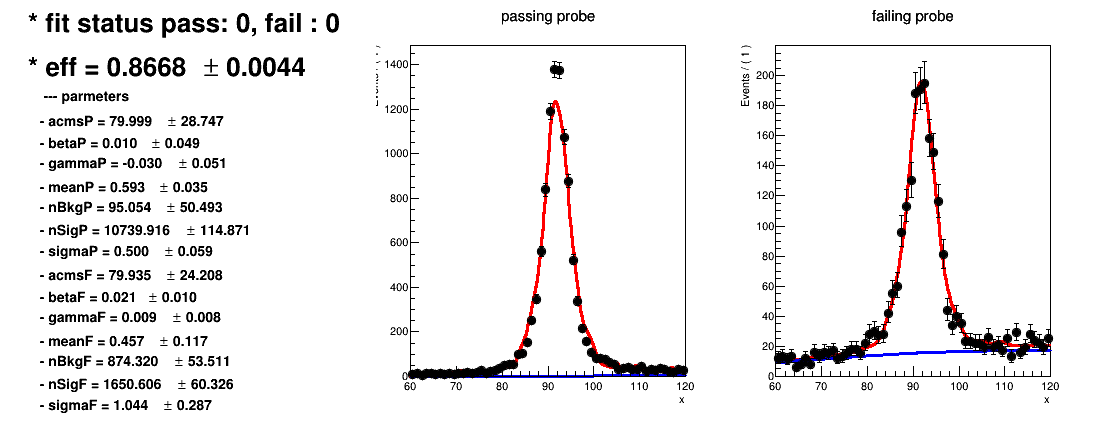 * fit status pass: 0, fail : 0
* eff = 0.8668 ± 0.0044
--- parmeters
- acmsP = 79.999 ± 28.747
- betaP = 0.010 ± 0.049
- gammaP = -0.030 ± 0.051
- meanP = 0.593 ± 0.035
- nBkgP = 95.054 ± 50.493
- nSigP = 10739.916 ± 114.871
- sigmaP = 0.500 ± 0.059
- acmsF = 79.935 ± 24.208
- betaF = 0.021 ± 0.010
- gammaF = 0.009 ± 0.008
- meanF = 0.457 ± 0.117
- nBkgF = 874.320 ± 53.511
- nSigF = 1650.606 ± 60.326
- sigmaF = 1.044 ± 0.287
passing probe
1400
1200
1000
800
600
400
200
0
60 70 80 90 100 110 120
x
failing probe
Events / ( 1 )
200
180
160
140
120
100
80
60
40
20
0
60 70 80 90 100 110 120
x